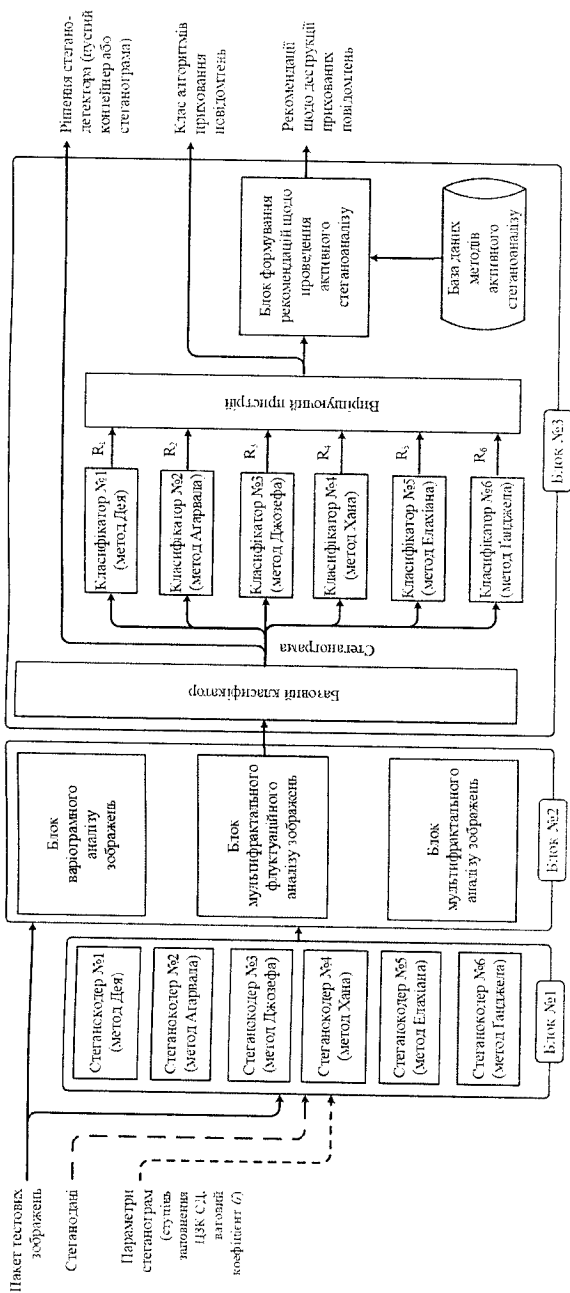 Пакет тестових
зображень
Стеганодані
Параметри
стеганограм
(ступінь
заповнення
ЦЗК СД,
ваговий
коефіцієнт G)
Стеганокодер №1
(метод Дея)
Стеганокодер №2
(метод Агарвала)
Стеганокодер №3
(метод Джозефа)
Стеганокодер №4
(метод Хана)
Стеганокодер №5
(метод Елахіана)
Стеганокодер №6
(метод Ганджела)
Блок №1
Блок
варіограмного
аналізу
зображень
Блок
мультифрактального
флуктуаційного
аналізу зображень
Блок
мультифрактального
аналізу зображень
Блок №2
Базовий класифікатор
Стеганограма
Класифікатор №1
(метод Дея)
Класифікатор №2
(метод Агарвала)
Класифікатор №3
(метод Джозефа)
Класифікатор №4
(метод Хана)
Класифікатор №5
(метод Елахіана)
Класифікатор №6
(метод Ганджела)
R1
R2
R3
R4
R5
R6
Вирішуючий пристрій
Блок формування
рекомендацій щодо
проведення
активного
стеганоаналізу
База даних
методів
активного
стеганоаналізу
Блок №3
Рішення стегано-
детектора (пустий
контейнер або
стеганограма)
Клас алгоритмів
приховання
повідомлень
Рекомендації
щодо деструкції
прихованих
повідомлень